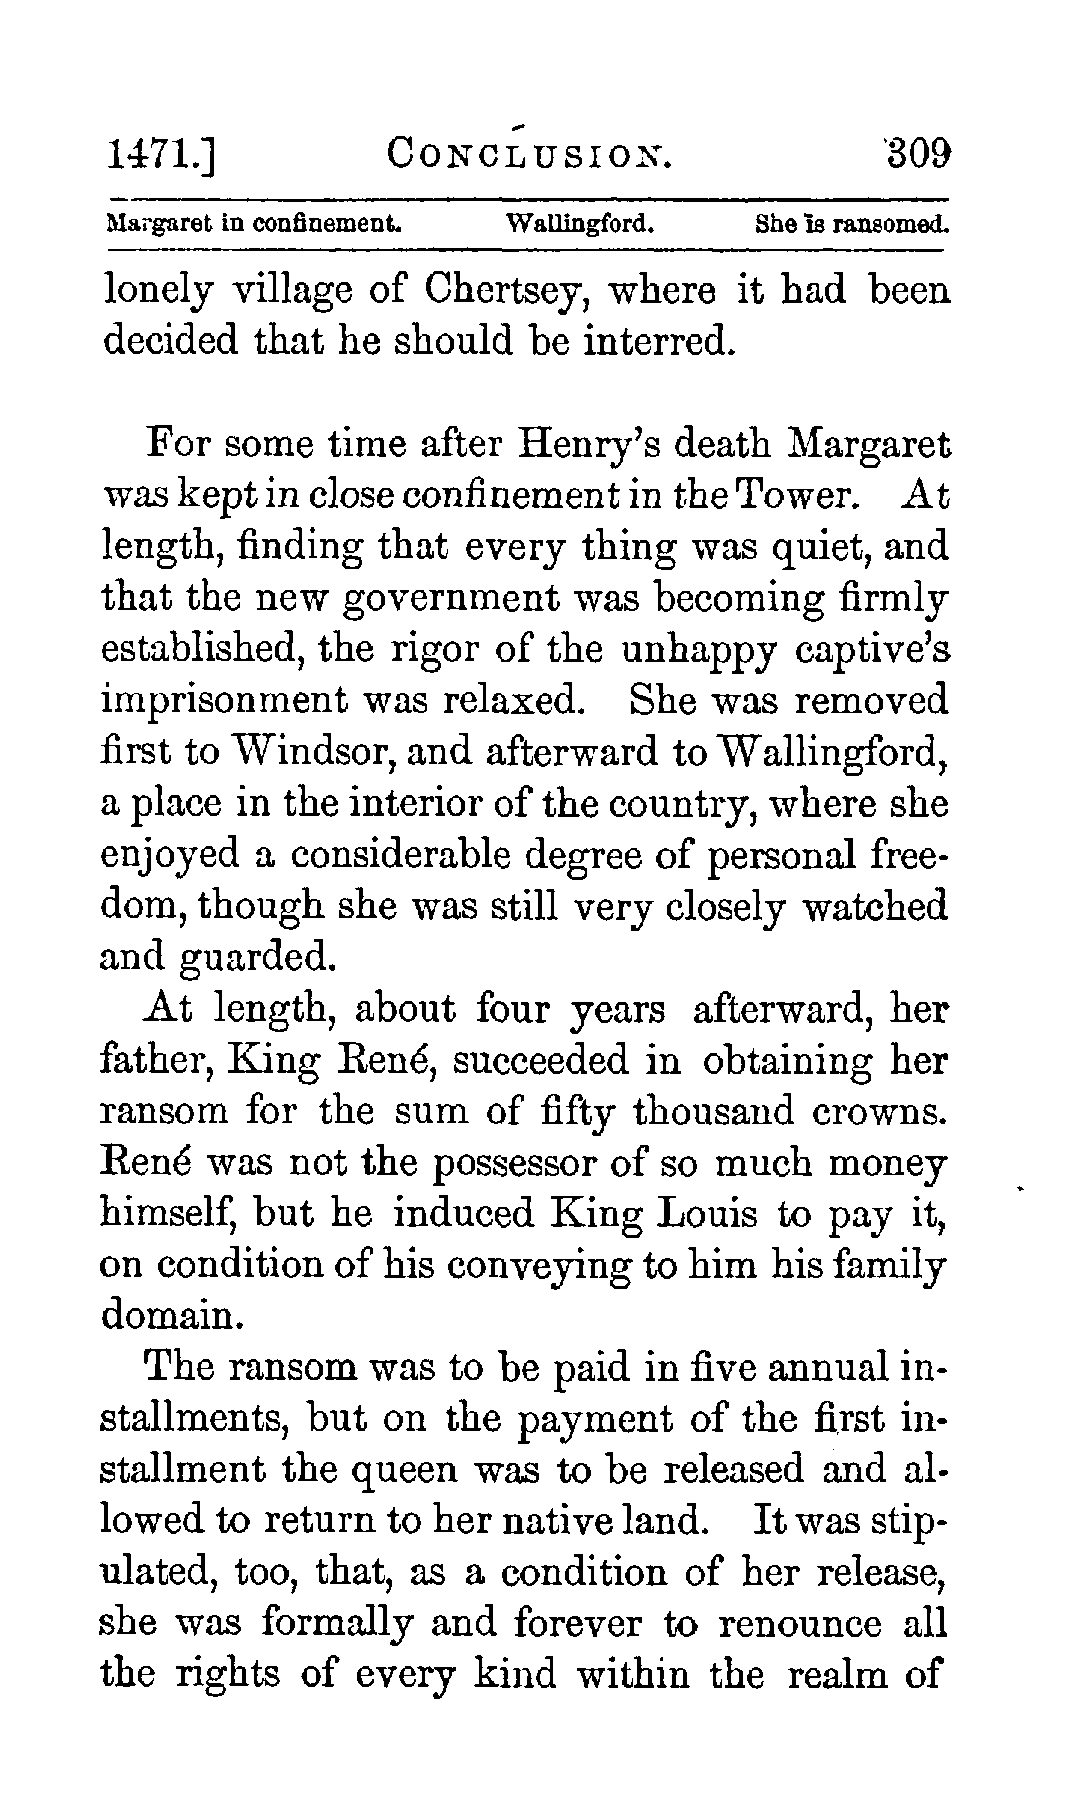 1471.] CONCLUSION. 309
Margaret in confinement. Wallingford. She is ransomed.
lonely village of Chertsey, where it had been
decided that he should be interred.
For some time after Henry's death Margaret
was kept in close confinement in the Tower. At
length, finding that every thing was quiet, and
that the new government was becoming firmly
established, the rigor of the unhappy captive's
imprisonment was relaxed. She was removed
first to Windsor, and afterward to Wallingford,
a place in the interior of the country, where she
enjoyed a considerable degree of personal free-
dom, though she was still very closely watched
and guarded.
At length, about four years afterward, her
father, King René, succeeded in obtaining her
ransom for the sum of fifty thousand crowns.
René was not the possessor of so much money
himself, but he induced King Louis to pay it,
on condition of his conveying to him his family
domain.
The ransom was to be paid in five annual in-
stallments, but on the payment of the first in-
stallment the queen was to be released and al-
lowed to return to her native land. It was stip-
ulated, too, that, as a condition of her release,
she was formally and forever to renounce all
the rights of every kind within the realm of